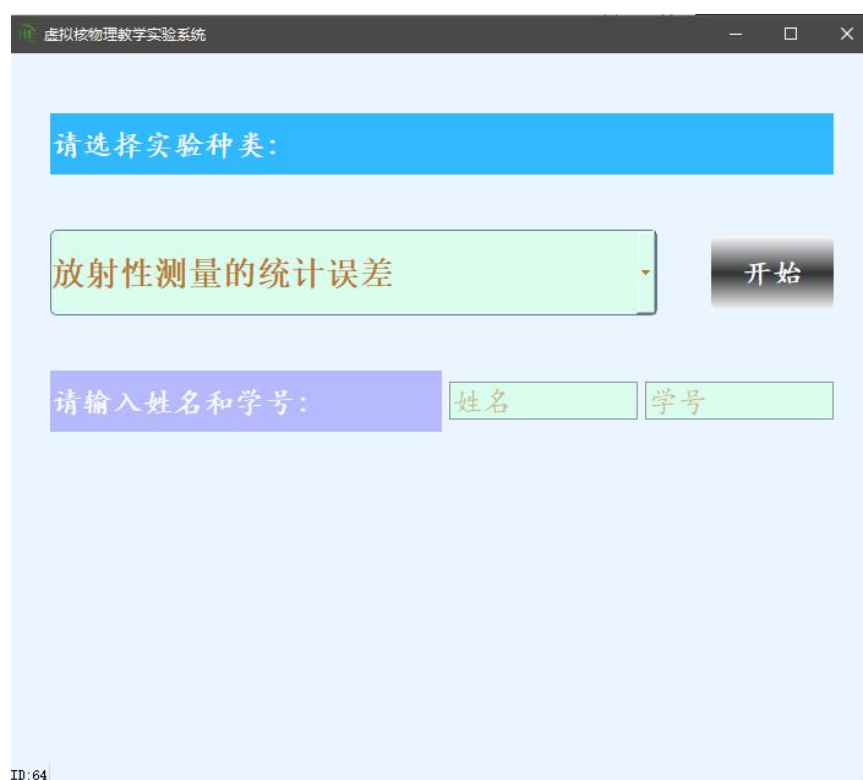 虚拟核物理教学实验系统
请选择实验种类:
放射性测量的统计误差
开始
请输入姓名和学号:
姓名
学号
ID:64